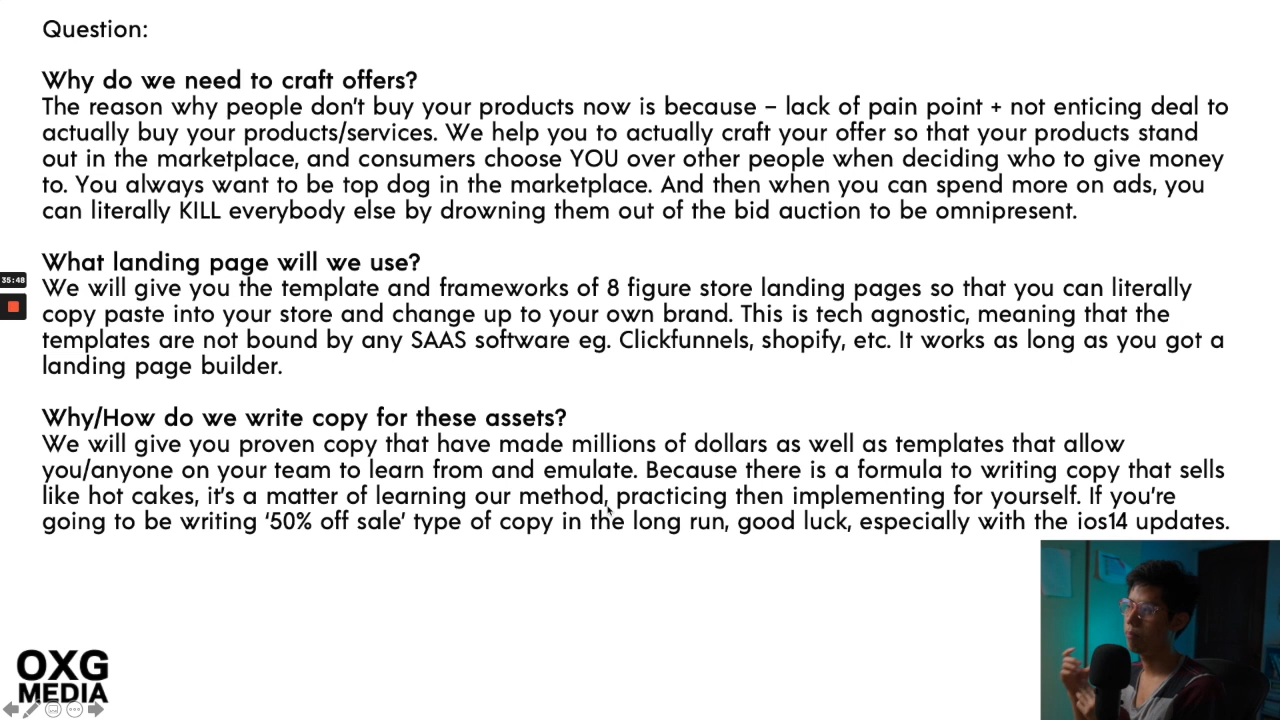 Question:
Why do we need to craft offers?
The reason why people don't buy your products now is because – lack of pain point + not enticing deal to
actually buy your products/services. We help you to actually craft your offer so that your products stand
out in the marketplace, and consumers choose YOU over other people when deciding who to give money
to. You always want to be top dog in the marketplace. And then when you can spend more on ads, you
can literally KILL everybody else by drowning them out of the bid auction to be omnipresent.
What landing page will we use?
We will give you the template and frameworks of 8 figure store landing pages so that you can literally
copy paste into your store and change up to your own brand. This is tech agnostic, meaning that the
templates are not bound by any SAAS software eg. Clickfunnels, shopify, etc. It works as long as you got a
landing page builder.
35:48
Why/How do we write copy for these assets?
We will give you proven copy that have made millions of dollars as well as templates that allow
you/anyone on your team to learn from and emulate. Because there is a formula to writing copy that sells
like hot cakes, it's a matter of learning our method, practicing then implementing for yourself. If you're
going to be writing '50% off sale' type of copy in the long run, good luck, especially with the ios14 updates.
OXG
MEDIA